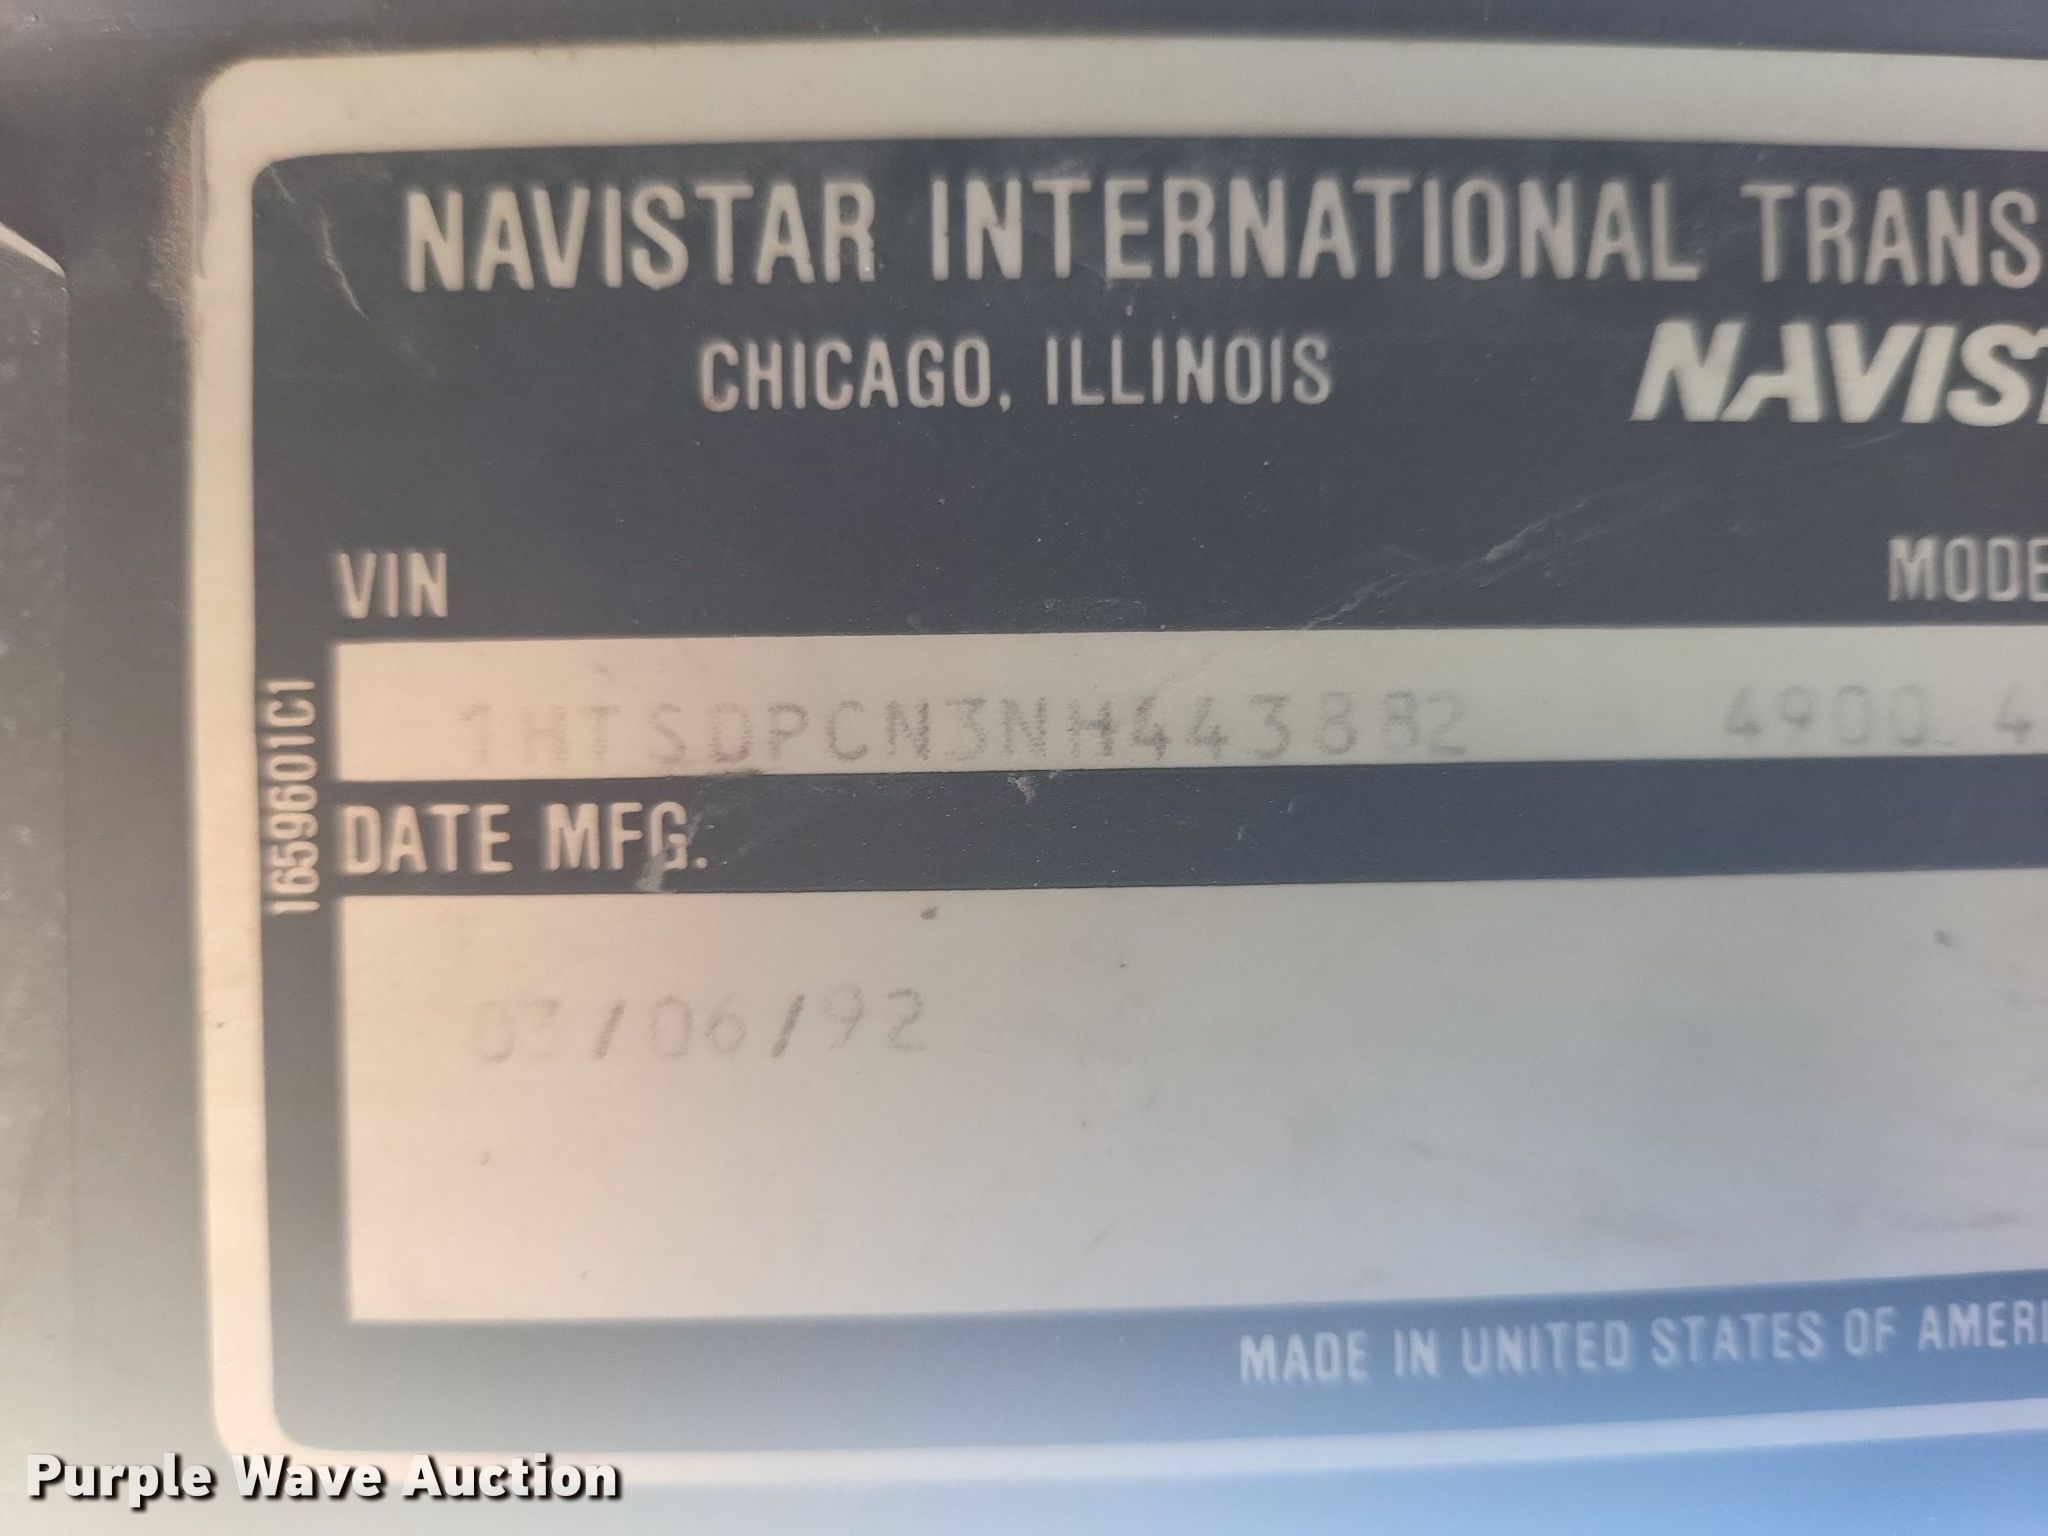 NAVISTAR INTERNATIONAL TRANS
CHICAGO, ILLINOIS
NAVIST
VIN MODE
1HTSDPCN3NH443882 4900 4
DATE MFG.
03/06/92
1659601C1
MADE IN UNITED STATES OF AMERI
Purple Wave Auction